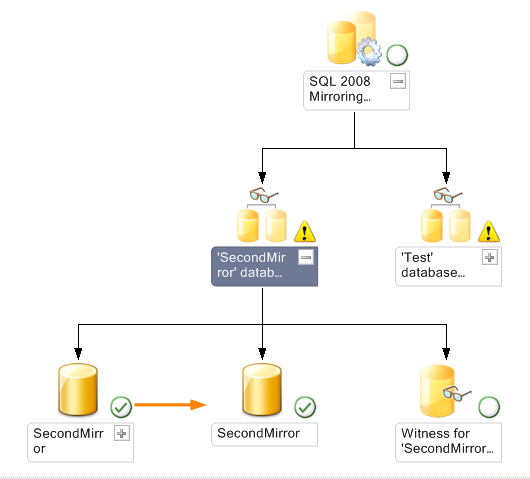 SQL 2008
Mirroring...
'SecondMir
ror' datab...
'Test'
database...
SecondMirr
or
SecondMirror
Witness for
'SecondMirror...